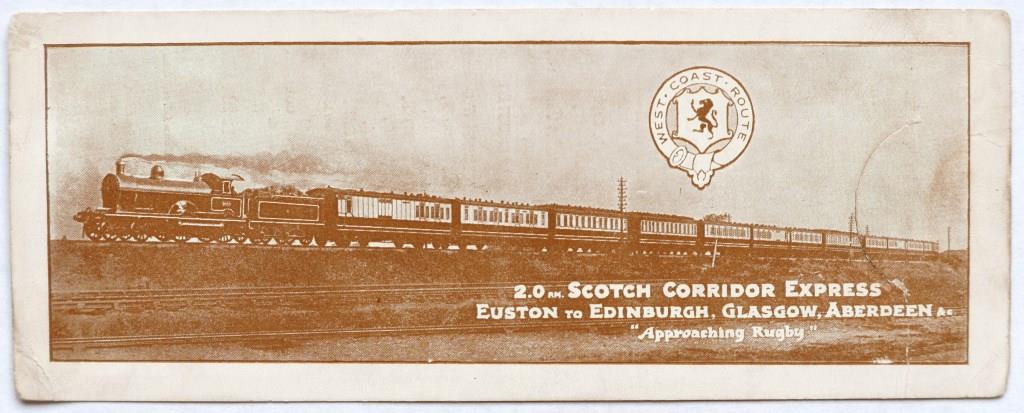 WEST · COAST · ROUTE
2.0 P.M. SCOTCH CORRIDOR EXPRESS
EUSTON TO EDINBURGH, GLASGOW, ABERDEEN &c
"Approaching Rugby"